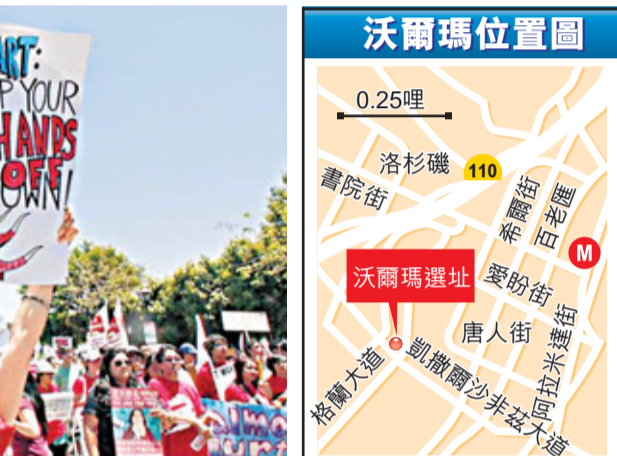 ART:
P YOUR
HANDS
OFF
OWN!
沃爾瑪位置圖
0.25哩
洛杉磯
110
書院街
希爾街
百老匯
M
沃爾瑪選址
愛盼街
唐人街
阿拉米達街
格蘭大道
凱撒爾沙非茲大道